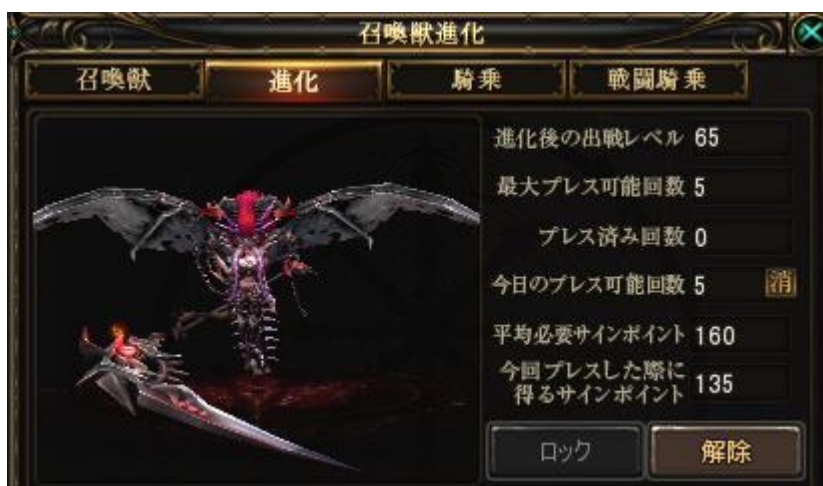 召喚獣進化
召喚獣 進化 騎乗 戦闘騎乗
進化後の出戦レベル 65
最大プレス可能回数 5
プレス済み回数 0
今日のプレス可能回数 5 消
平均必要サインポイント 160
今回プレスした際に
得るサインポイント 135
ロック 解除